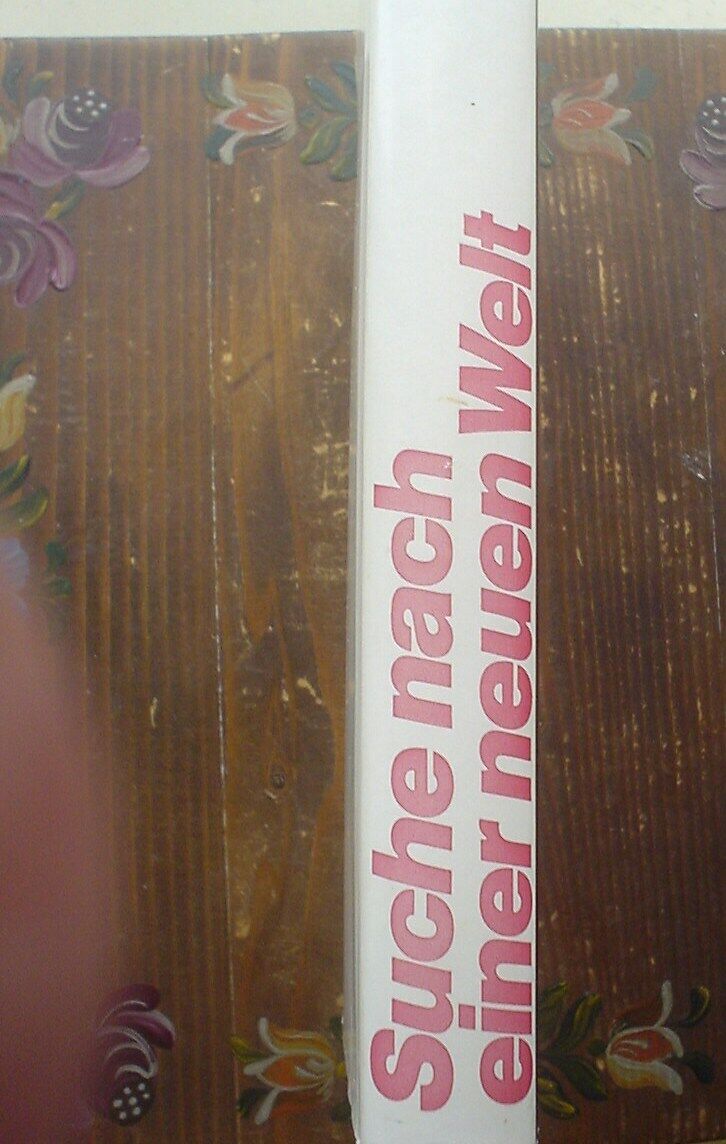 Suche nach
einer neuen Welt